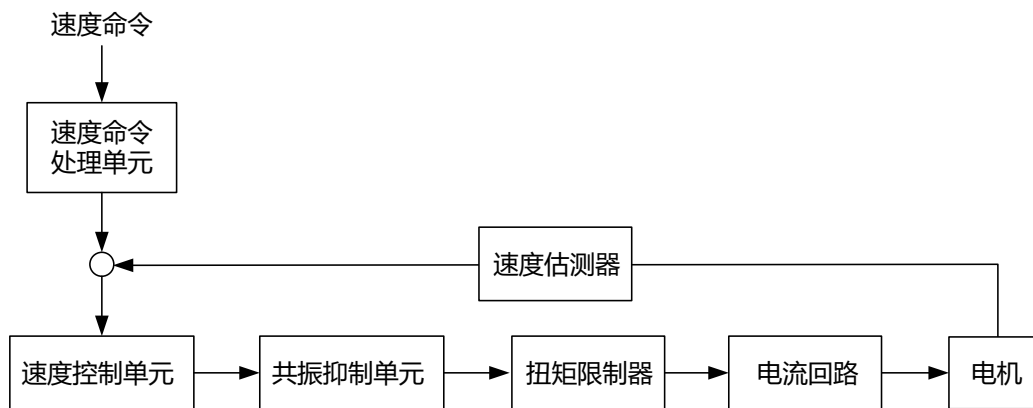 速度命令
速度命令
处理单元
速度估测器
速度控制单元
共振抑制单元
扭矩限制器
电流回路
电机